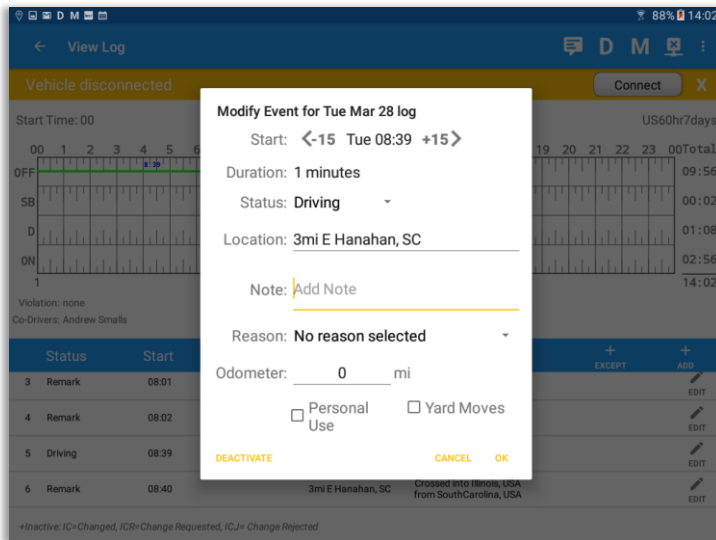 D M
88% 14:02
View Log
D M
Vehicle disconnected
Connect X
Start Time: 00
US60hr7days
00 1 2 3 4 5 6
19 20 21 22 23 00Total
8:39
OFF
09:56
SB
00:02
D
01:08
ON
02:56
1
14:02
Violation: none
Co-Drivers: Andrew Smalls
Modify Event for Tue Mar 28 log
Start: <-15 Tue 08:39 +15>
Duration: 1 minutes
Status: Driving
Location: 3mi E Hanahan, SC
Note: Add Note
Reason: No reason selected
Odometer: 0 mi
Personal Use
Yard Moves
DEACTIVATE
CANCEL OK
Status Start
+ EXCEPT
+ ADD
3 Remark 08:01
EDIT
4 Remark 08:02
EDIT
5 Driving 08:39
EDIT
6 Remark 08:40 3mi E Hanahan, SC Crossed into Illinois, USA
from SouthCarolina, USA
EDIT
+Inactive: IC=Changed, ICR=Change Requested, ICJ= Change Rejected